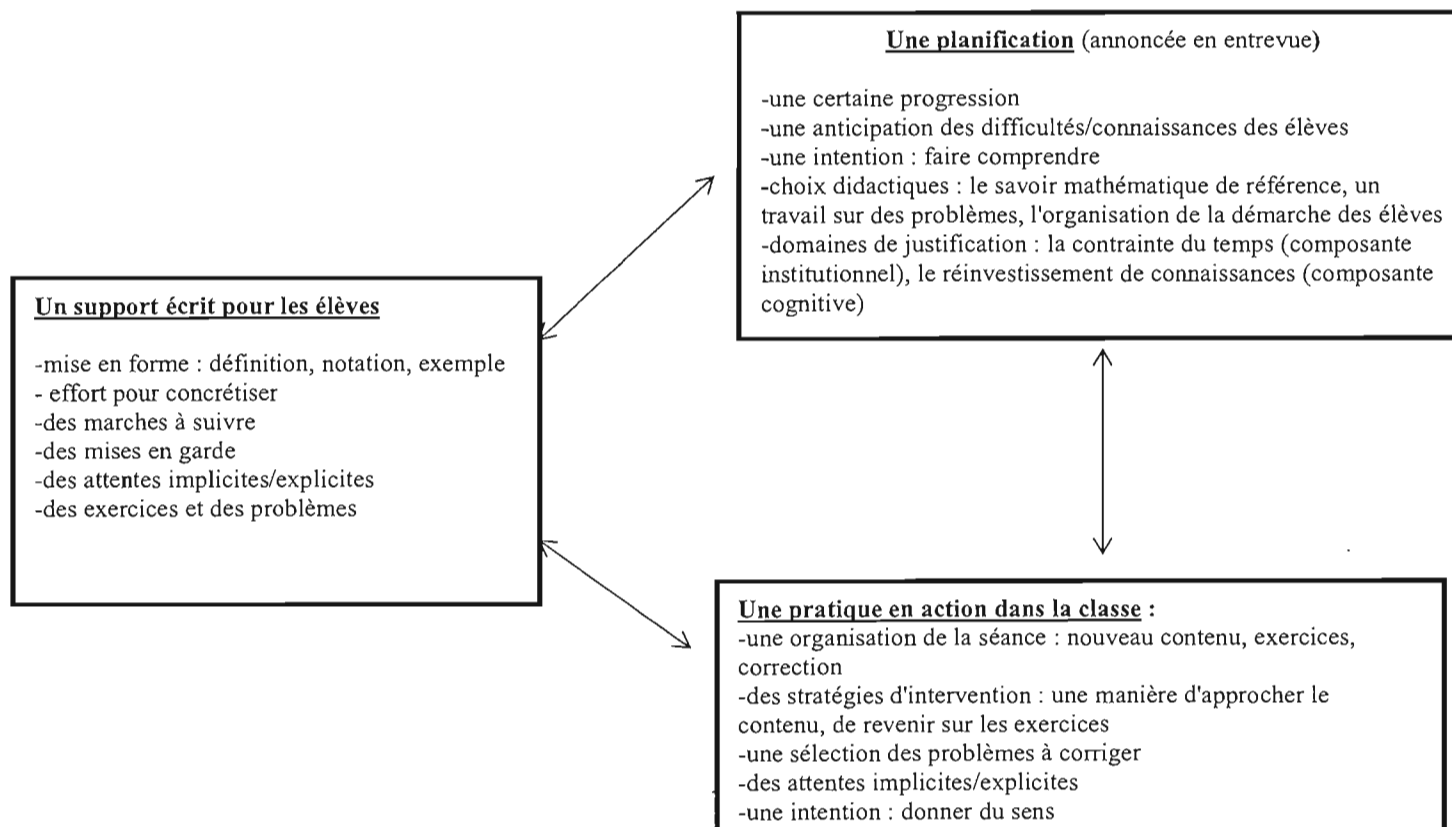 Une planification (annoncée en entrevue)
-une certaine progression
-une anticipation des difficultés/connaissances des élèves
-une intention : faire comprendre
-choix didactiques : le savoir mathématique de référence, un
travail sur des problèmes, l'organisation de la démarche des élèves
-domaines de justification : la contrainte du temps (composante
institutionnel), le réinvestissement de connaissances (composante
cognitive)
Un support écrit pour les élèves
-mise en forme : définition, notation, exemple
- effort pour concrétiser
-des marches à suivre
-des mises en garde
-des attentes implicites/explicites
-des exercices et des problèmes
Une pratique en action dans la classe :
-une organisation de la séance : nouveau contenu, exercices,
correction
-des stratégies d'intervention : une manière d'approcher le
contenu, de revenir sur les exercices
-une sélection des problèmes à corriger
-des attentes implicites/explicites
-une intention : donner du sens